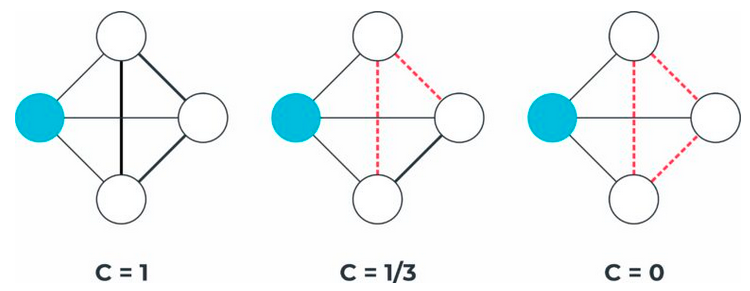 C = 1 C = 1/3 C = 0